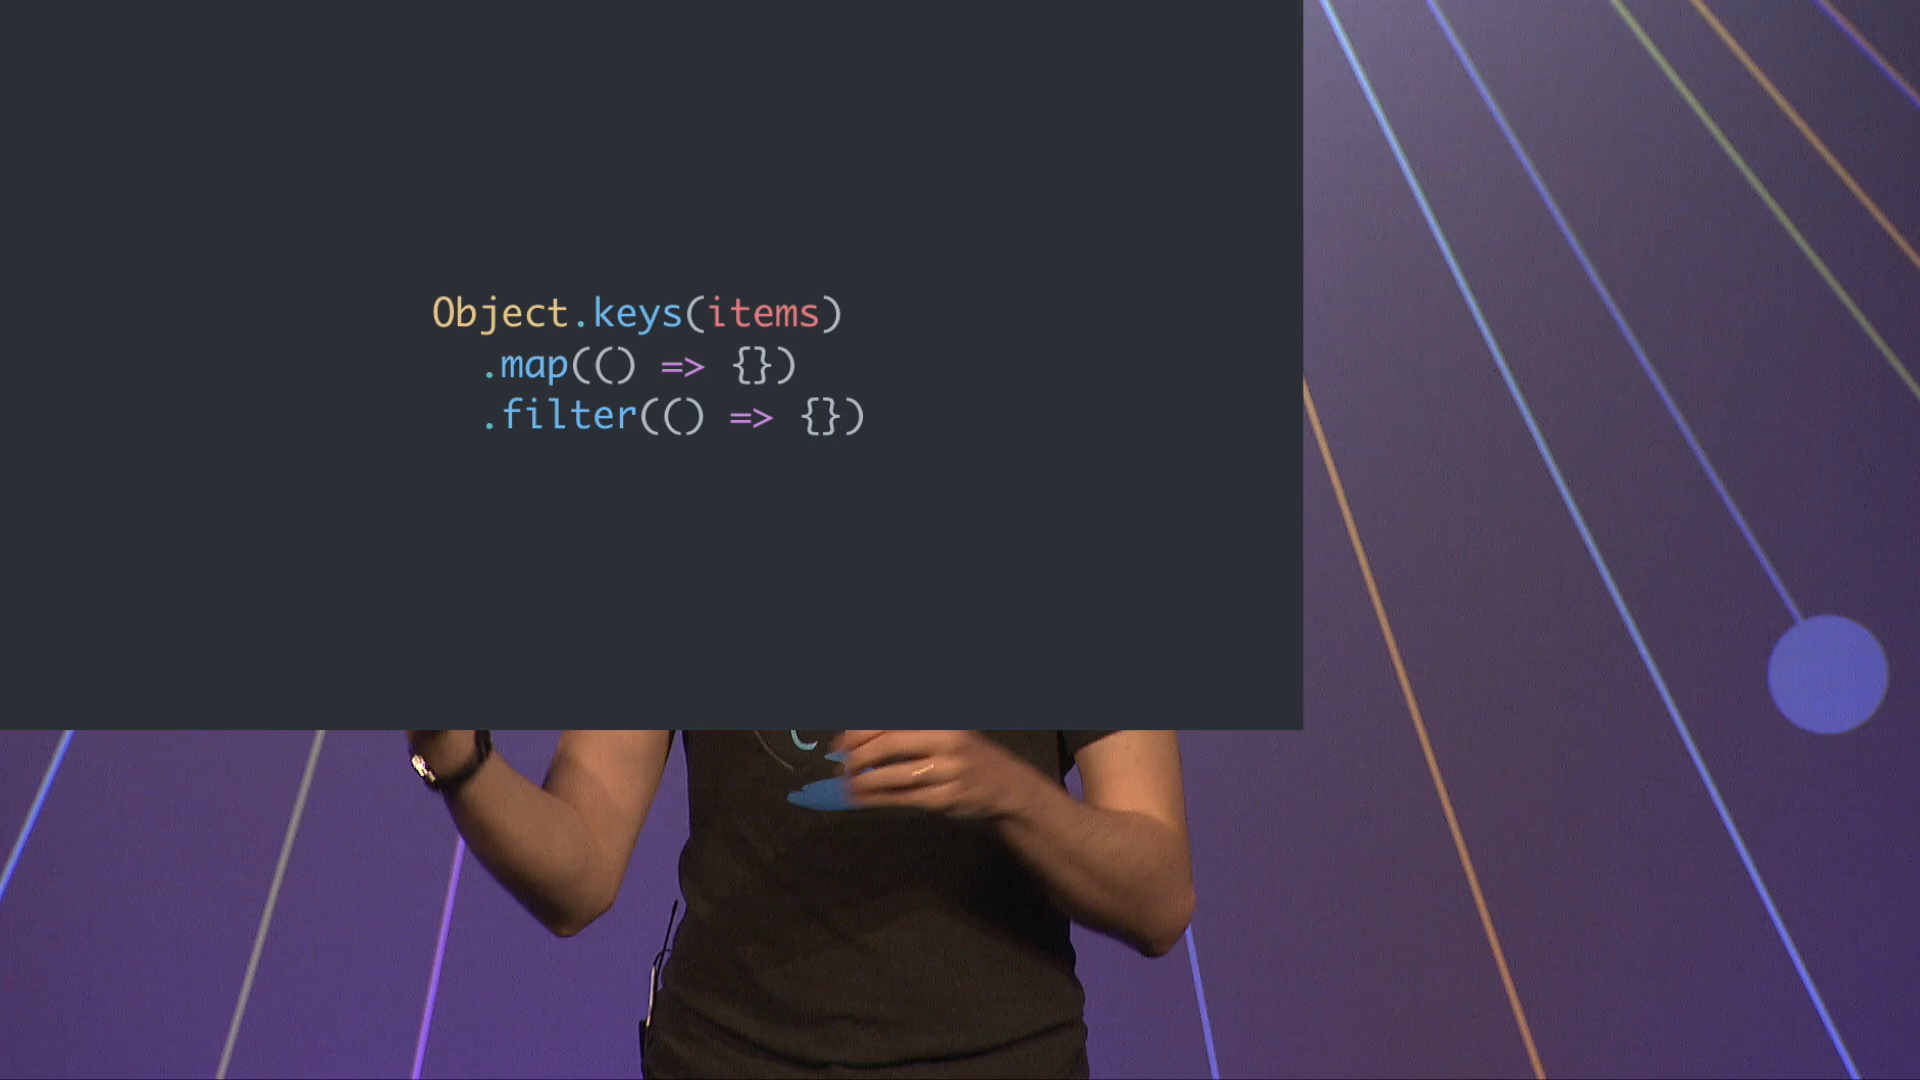 Object.keys(items)
.map(() => {})
.filter(() => {})